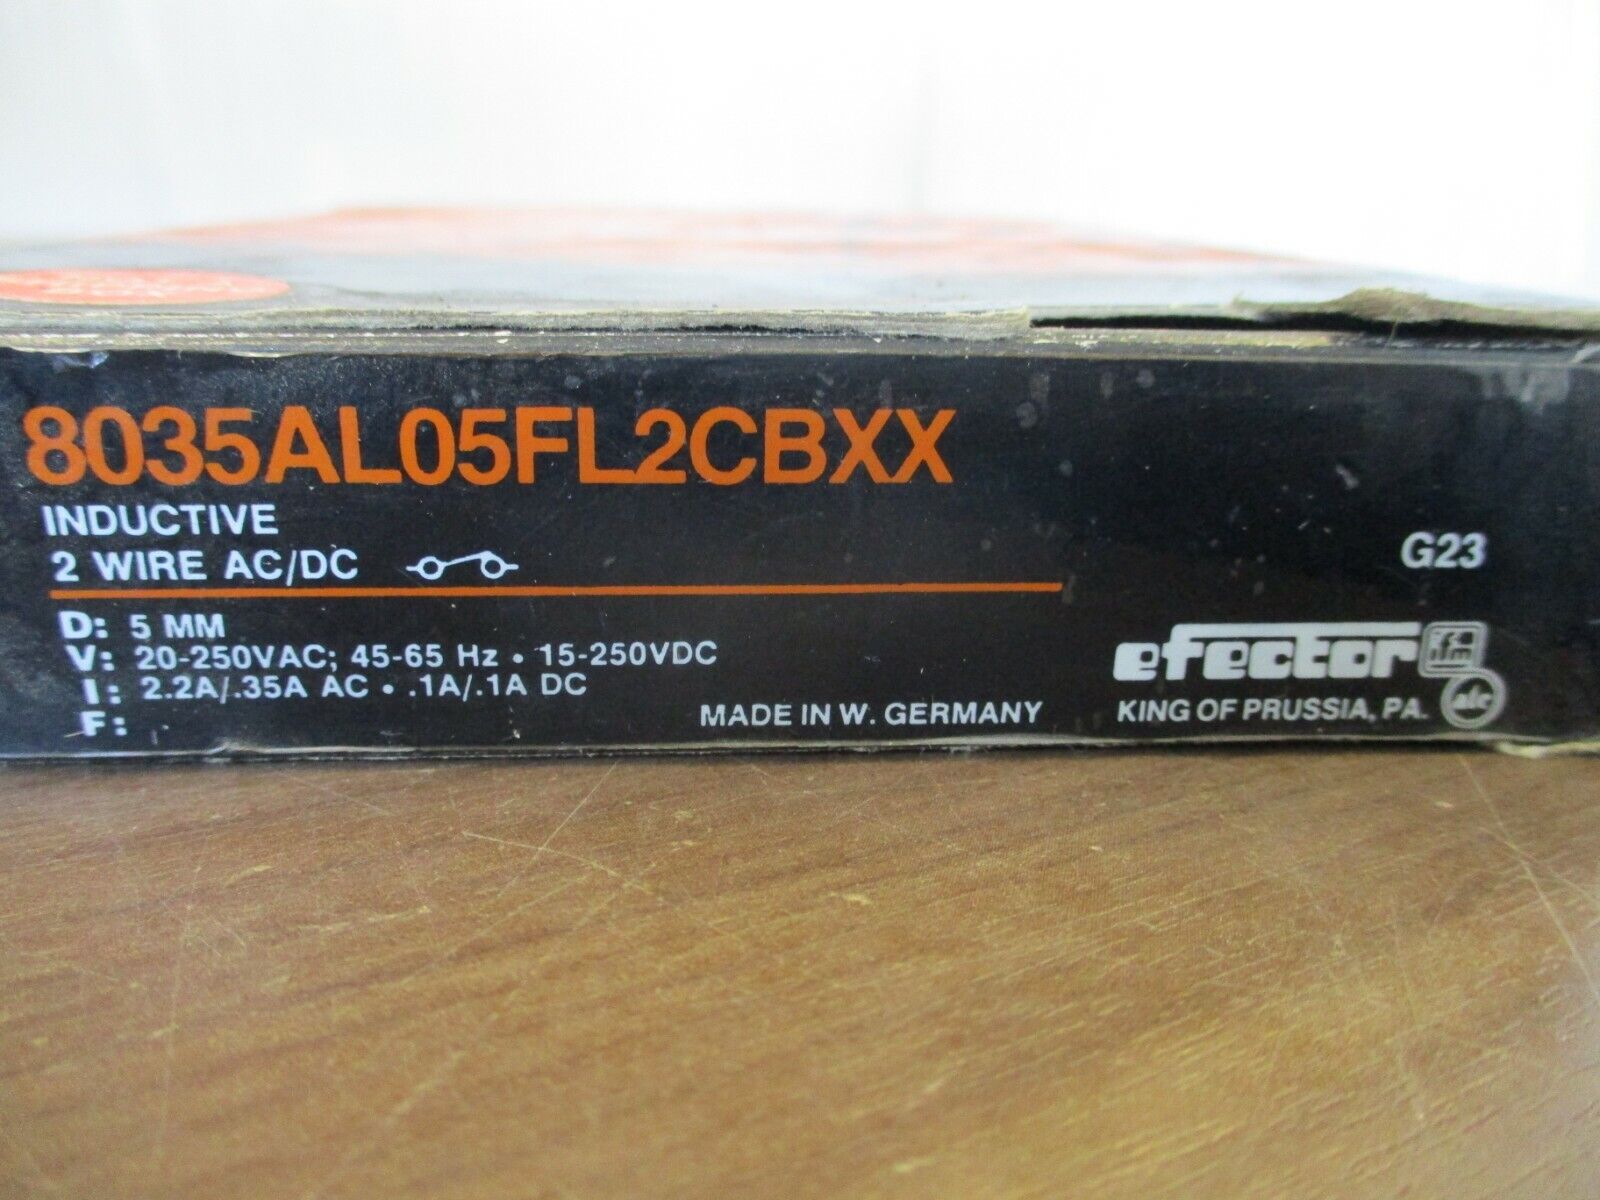 8035AL05FL2CBXX
INDUCTIVE
2 WIRE AC/DC
G23
D: 5 MM
V: 20-250VAC; 45-65 Hz • 15-250VDC
I: 2.2A/.35A AC • .1A/.1A DC
F:
MADE IN W. GERMANY
efector
ifm
KING OF PRUSSIA, PA.